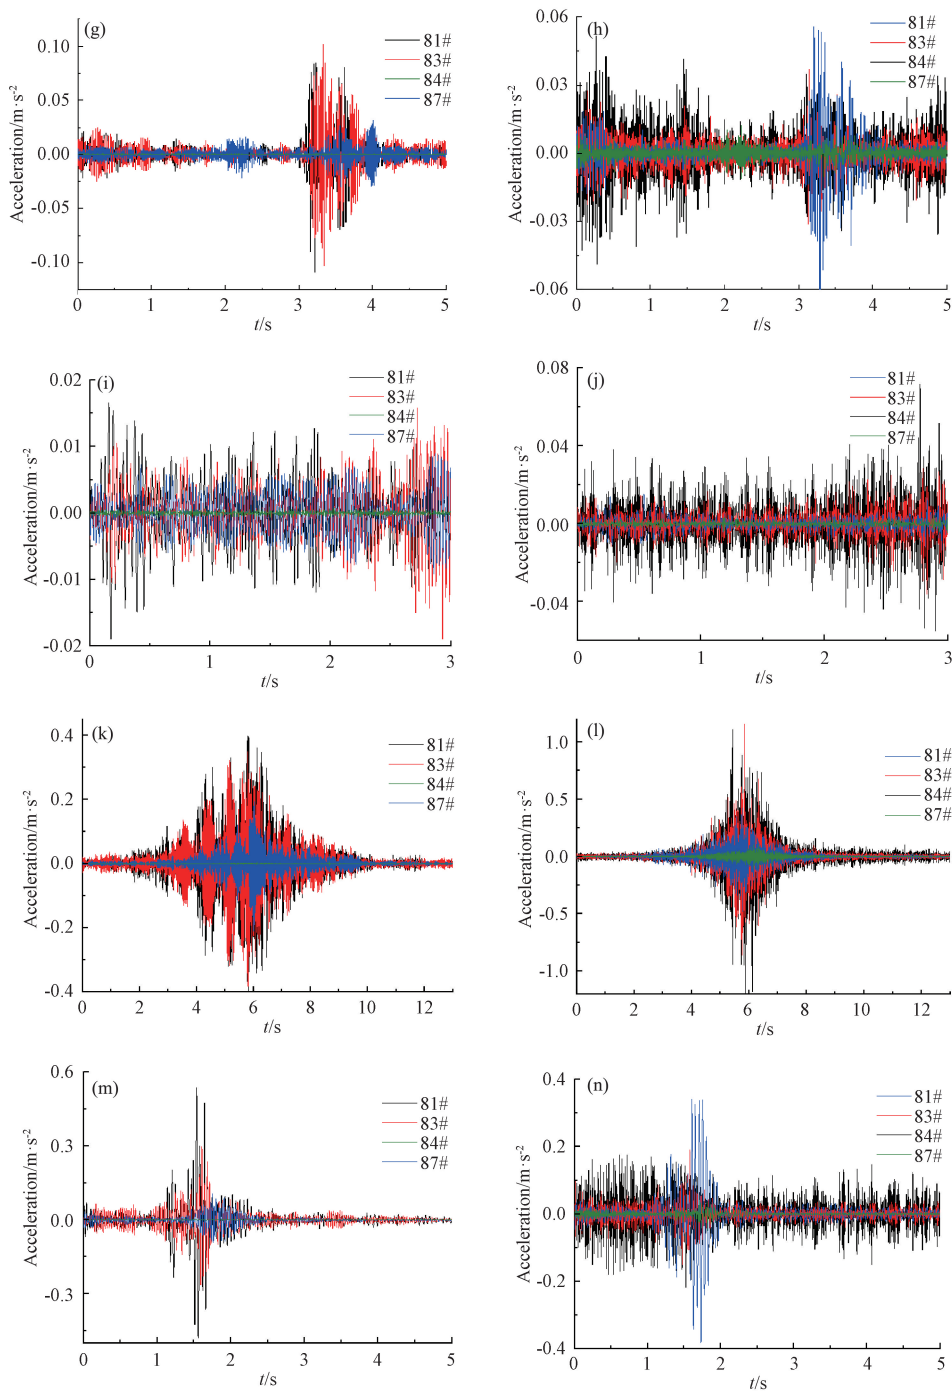 (g)
81#
83#
84#
87#
0.10
0.05
0.00
-0.05
-0.10
Acceleration/m·s⁻²
0 1 2 3 4 5
t/s
(h)
81#
83#
84#
87#
0.06
0.03
0.00
-0.03
-0.06
Acceleration/m·s⁻²
0 1 2 3 4 5
t/s
(i)
81#
83#
84#
87#
0.02
0.01
0.00
-0.01
-0.02
Acceleration/m·s⁻²
0 1 2 3
t/s
(j)
81#
83#
84#
87#
0.08
0.04
0.00
-0.04
Acceleration/m·s⁻²
0 1 2 3
t/s
(k)
81#
83#
84#
87#
0.4
0.2
0.0
-0.2
-0.4
Acceleration/m·s⁻²
0 2 4 6 8 10 12
t/s
(l)
81#
83#
84#
87#
1.0
0.5
0.0
-0.5
-1.0
Acceleration/m·s⁻²
0 2 4 6 8 10 12
t/s
(m)
81#
83#
84#
87#
0.6
0.3
0.0
-0.3
Acceleration/m·s⁻²
0 1 2 3 4 5
t/s
(n)
81#
83#
84#
87#
0.4
0.2
0.0
-0.2
-0.4
Acceleration/m·s⁻²
0 1 2 3 4 5
t/s